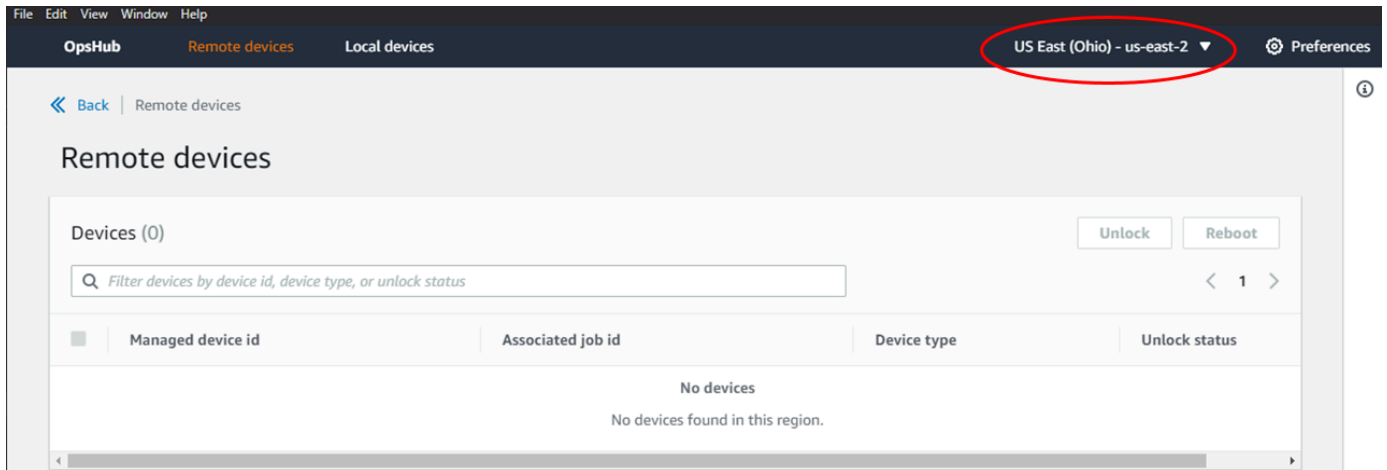 File Edit View Window Help
OpsHub Remote devices Local devices US East (Ohio) - us-east-2 ▼ Preferences
Back | Remote devices
Remote devices
Devices (0) Unlock Reboot
Filter devices by device id, device type, or unlock status < 1 >
Managed device id Associated job id Device type Unlock status
No devices
No devices found in this region.